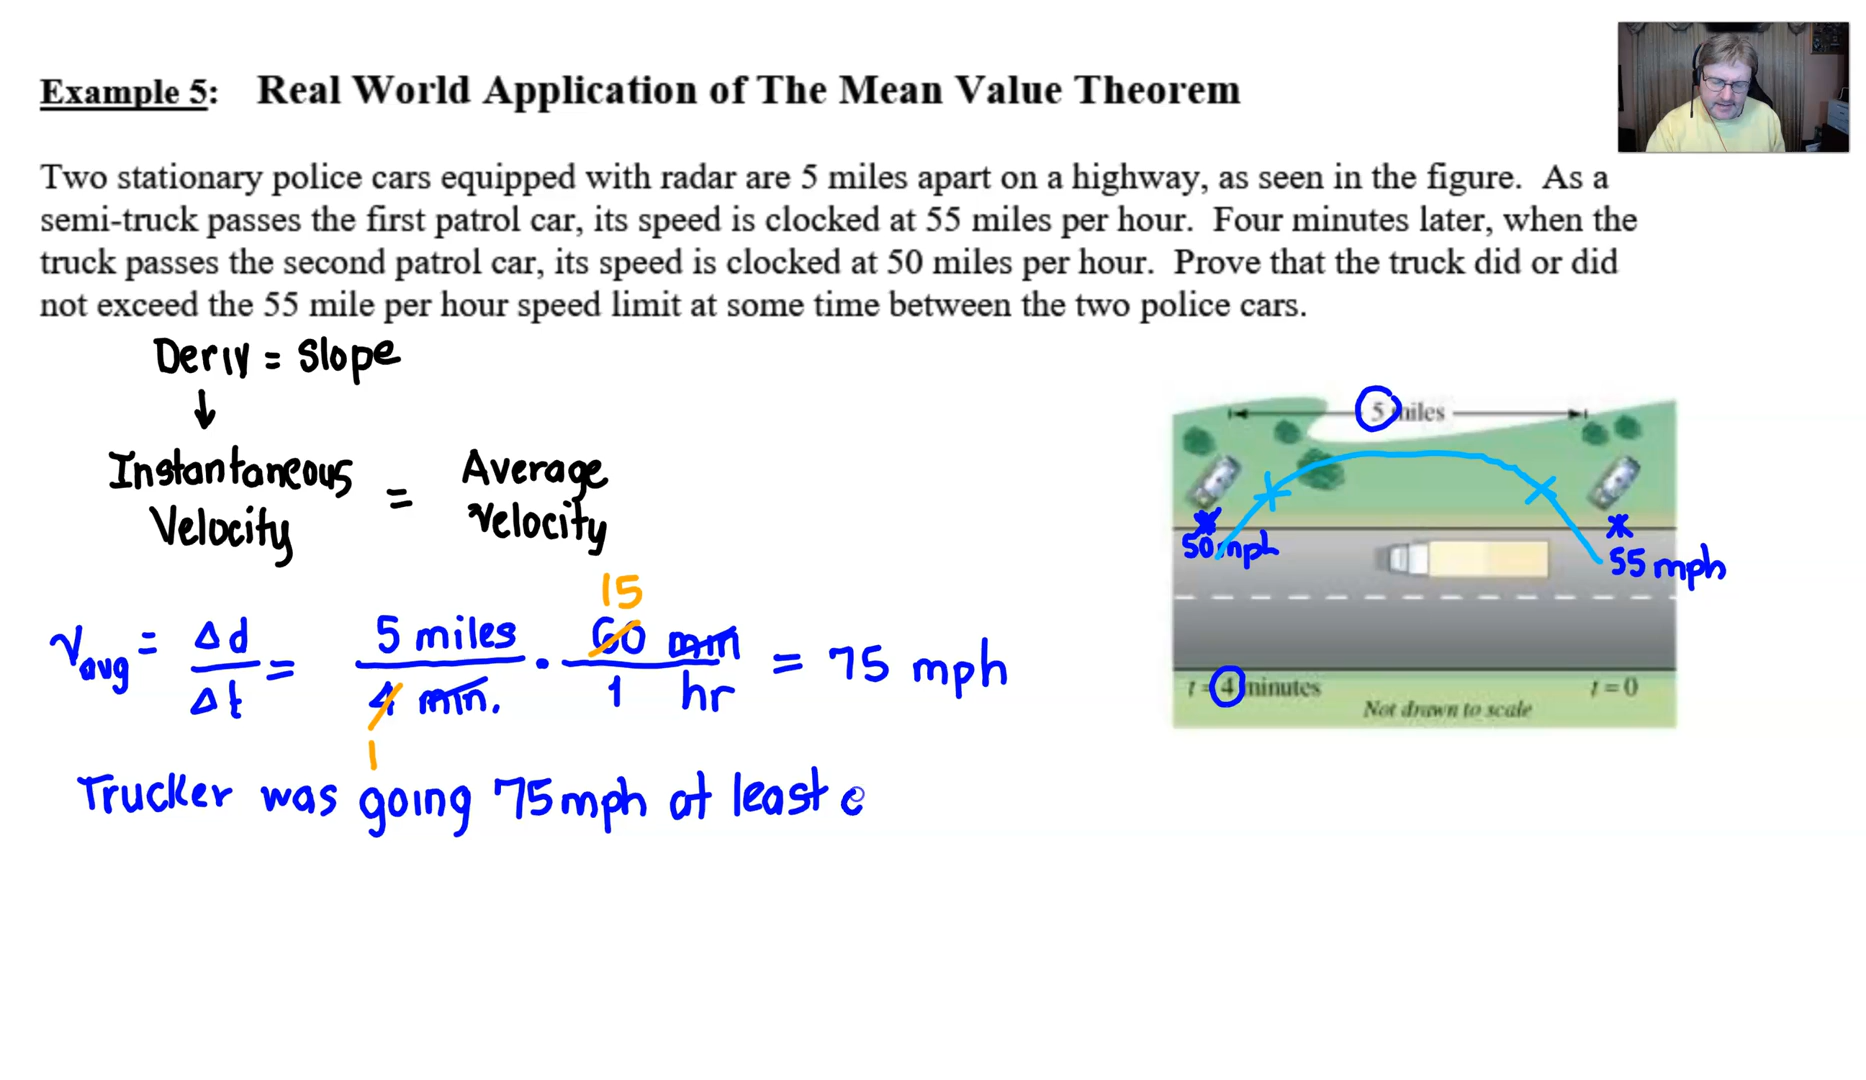 Example 5: Real World Application of The Mean Value Theorem
Two stationary police cars equipped with radar are 5 miles apart on a highway, as seen in the figure. As a
semi-truck passes the first patrol car, its speed is clocked at 55 miles per hour. Four minutes later, when the
truck passes the second patrol car, its speed is clocked at 50 miles per hour. Prove that the truck did or did
not exceed the 55 mile per hour speed limit at some time between the two police cars.
Deriv = Slope
↓
Instantaneous Velocity = Average Velocity
Vavg = Δd/Δt = 5 miles/4 min. · 60 min/1 hr = 75 mph
15
1
Trucker was going 75mph at least o
5 miles
50 mph
55 mph
t = 4 minutes
t = 0
Not drawn to scale